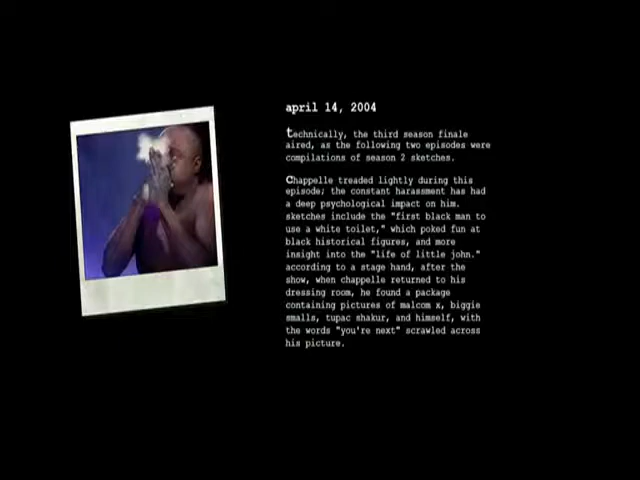 april 14, 2004
technically, the third season finale
aired, as the following two episodes were
compilations of season 2 sketches.
Chappelle treaded lightly during this
episode; the constant harassment has had
a deep psychological impact on him.
sketches include the "first black man to
use a white toilet," which poked fun at
black historical figures, and more
insight into the "life of little john."
according to a stage hand, after the
show, when chappelle returned to his
dressing room, he found a package
containing pictures of malcom x, biggie
smalls, tupac shakur, and himself, with
the words "you're next" scrawled across
his picture.